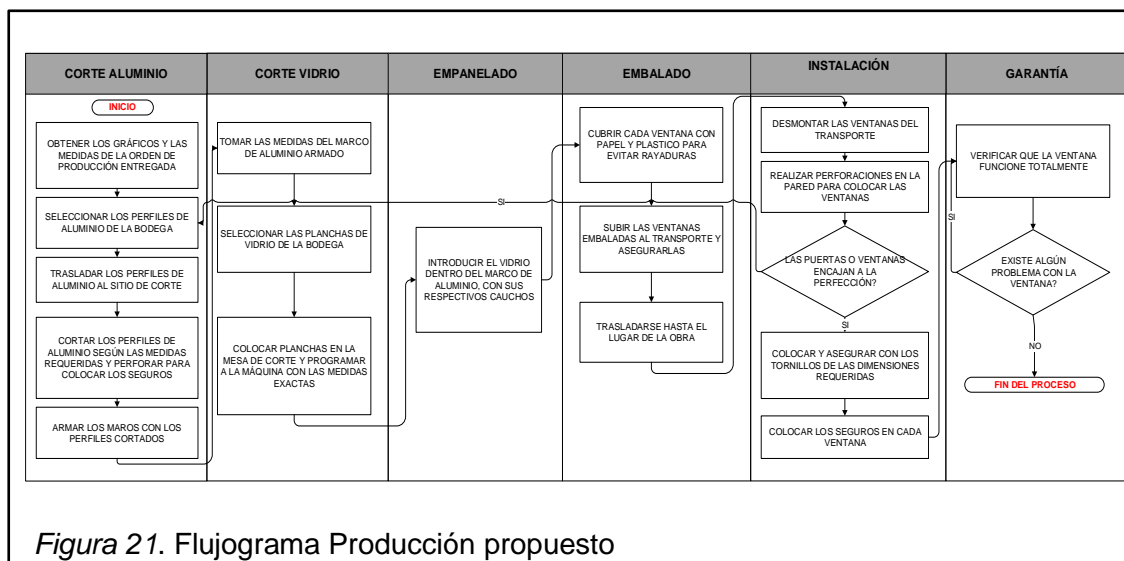 CORTE ALUMINIO
CORTE VIDRIO
EMPANELADO
EMBALADO
INSTALACIÓN
GARANTÍA
INICIO
OBTENER LOS GRÁFICOS Y LAS
MEDIDAS DE LA ORDEN DE
PRODUCCIÓN ENTREGADA
SELECCIONAR LOS PERFILES DE
ALUMINIO DE LA BODEGA
TRASLADAR LOS PERFILES DE
ALUMINIO AL SITIO DE CORTE
CORTAR LOS PERFILES DE
ALUMINIO SEGÚN LAS MEDIDAS
REQUERIDAS Y PERFORAR PARA
COLOCAR LOS SEGUROS
ARMAR LOS MAROS CON LOS
PERFILES CORTADOS
TOMAR LAS MEDIDAS DEL MARCO
DE ALUMINIO ARMADO
SELECCIONAR LAS PLANCHAS DE
VIDRIO DE LA BODEGA
COLOCAR PLANCHAS EN LA
MESA DE CORTE Y PROGRAMAR
A LA MÁQUINA CON LAS MEDIDAS
EXACTAS
INTRODUCIR EL VIDRIO
DENTRO DEL MARCO DE
ALUMINIO, CON SUS
RESPECTIVOS CAUCHOS
SI
CUBRIR CADA VENTANA CON
PAPEL Y PLASTICO PARA
EVITAR RAYADURAS
SUBIR LAS VENTANAS
EMBALADAS AL TRANSPORTE Y
ASEGURARLAS
TRASLADARSE HASTA EL
LUGAR DE LA OBRA
DESMONTAR LAS VENTANAS DEL
TRANSPORTE
REALIZAR PERFORACIONES EN LA
PARED PARA COLOCAR LAS
VENTANAS
LAS PUERTAS O VENTANAS
ENCAJAN A LA
PERFECCIÓN?
SI
COLOCAR Y ASEGURAR CON LOS
TORNILLOS DE LAS DIMENSIONES
REQUERIDAS
COLOCAR LOS SEGUROS EN CADA
VENTANA
VERIFICAR QUE LA VENTANA
FUNCIONE TOTALMENTE
SI
EXISTE ALGÚN
PROBLEMA CON LA
VENTANA?
NO
FIN DEL PROCESO
Figura 21. Flujograma Producción propuesto